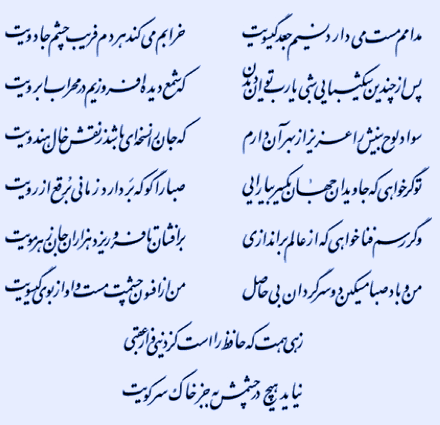 مدامم مست می دارد نسیم جعد گیسویت
خرابم می کند هر دم فریب چشم جادویت
پس از چندین شکیبایی شبی یا رب توان دیدن
که شمع دیده افروزیم در محراب ابرویت
سواد لوح بینش را عزیز از بهر آن دارم
که جان را نسخه‌ای باشد ز نقش خال هندویت
تو گر خواهی که جاویدان جهان یکسر بیارایی
صبا را گو که بردارد زمانی برقع از رویت
و گر رسم فنا خواهی که از عالم براندازی
برافشان تا فرو ریزد هزاران جان ز هر مویت
من و باد صبا مسکین دو سرگردان بی حاصل
من از افسون چشمت مست و او از بوی گیسویت
زهی همت که حافظ را است کز دنیی و از عقبی
نیاید هیچ در چشمش به جز خاک سر کویت